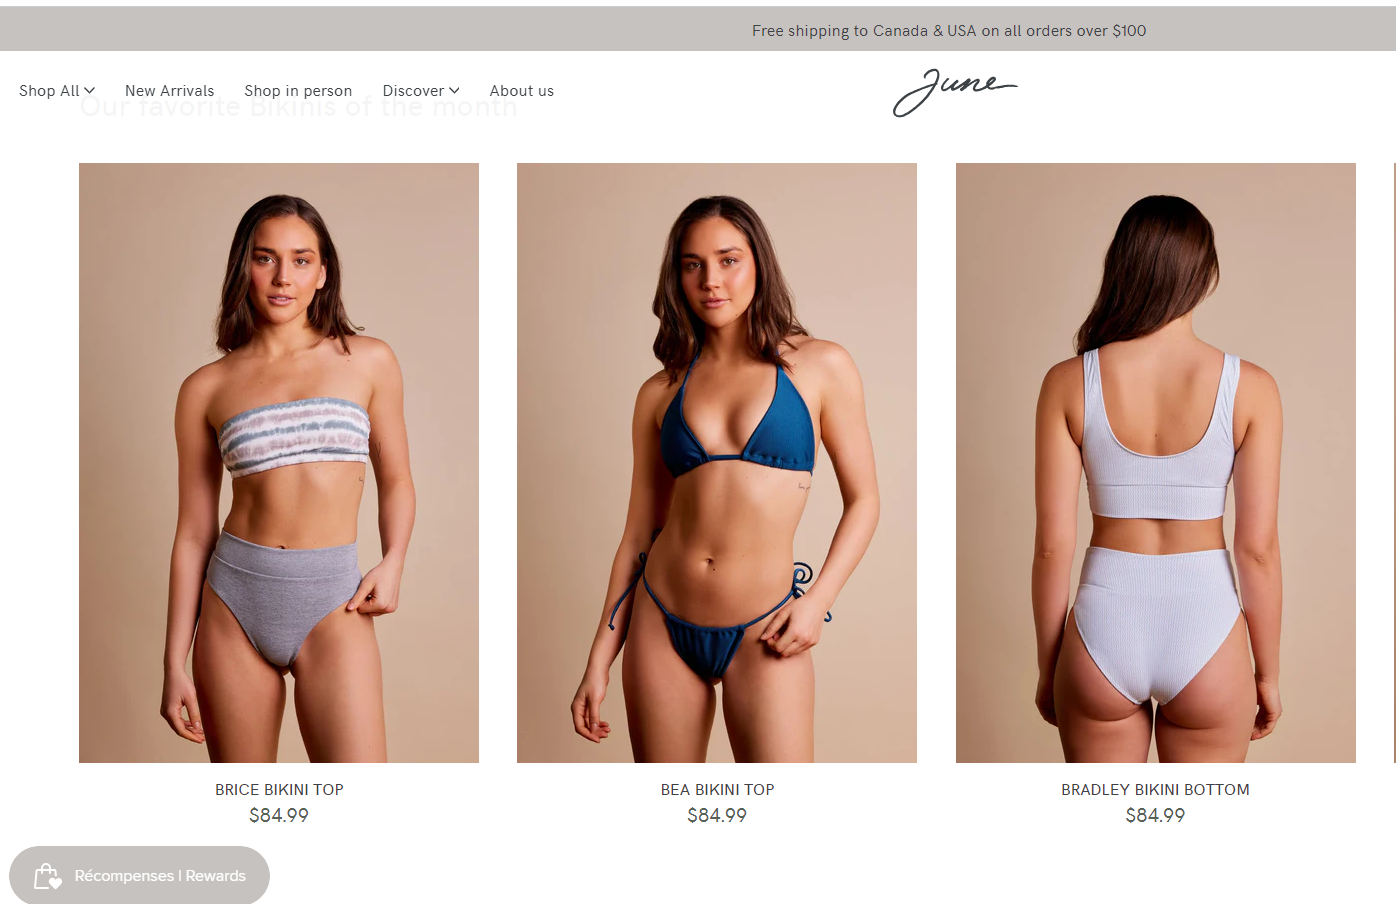 Free shipping to Canada & USA on all orders over $100
Shop All
New Arrivals
Shop in person
Discover
About us
June
Our favorite Bikinis of the month
BRICE BIKINI TOP
$84.99
BEA BIKINI TOP
$84.99
BRADLEY BIKINI BOTTOM
$84.99
Récompenses | Rewards